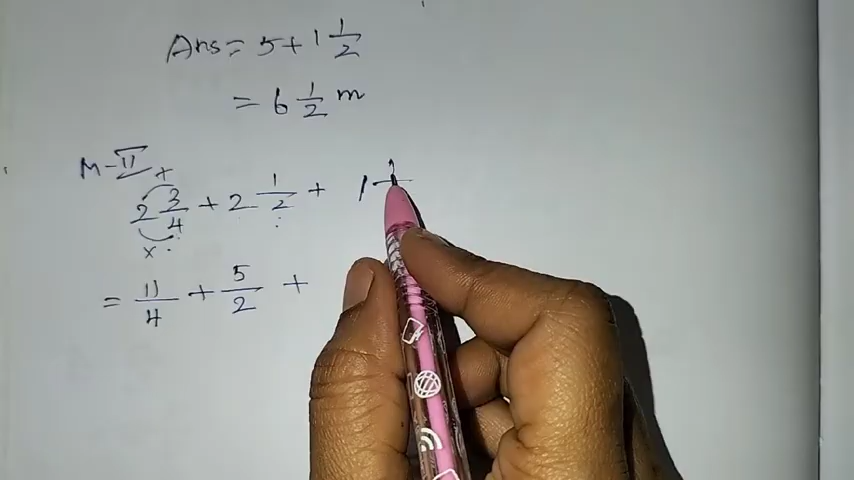 Ans = 5 + 1 1/2
= 6 1/2 m
M - II
+
2 3/4 + 2 1/2 + 1
×
= 11/4 + 5/2 +